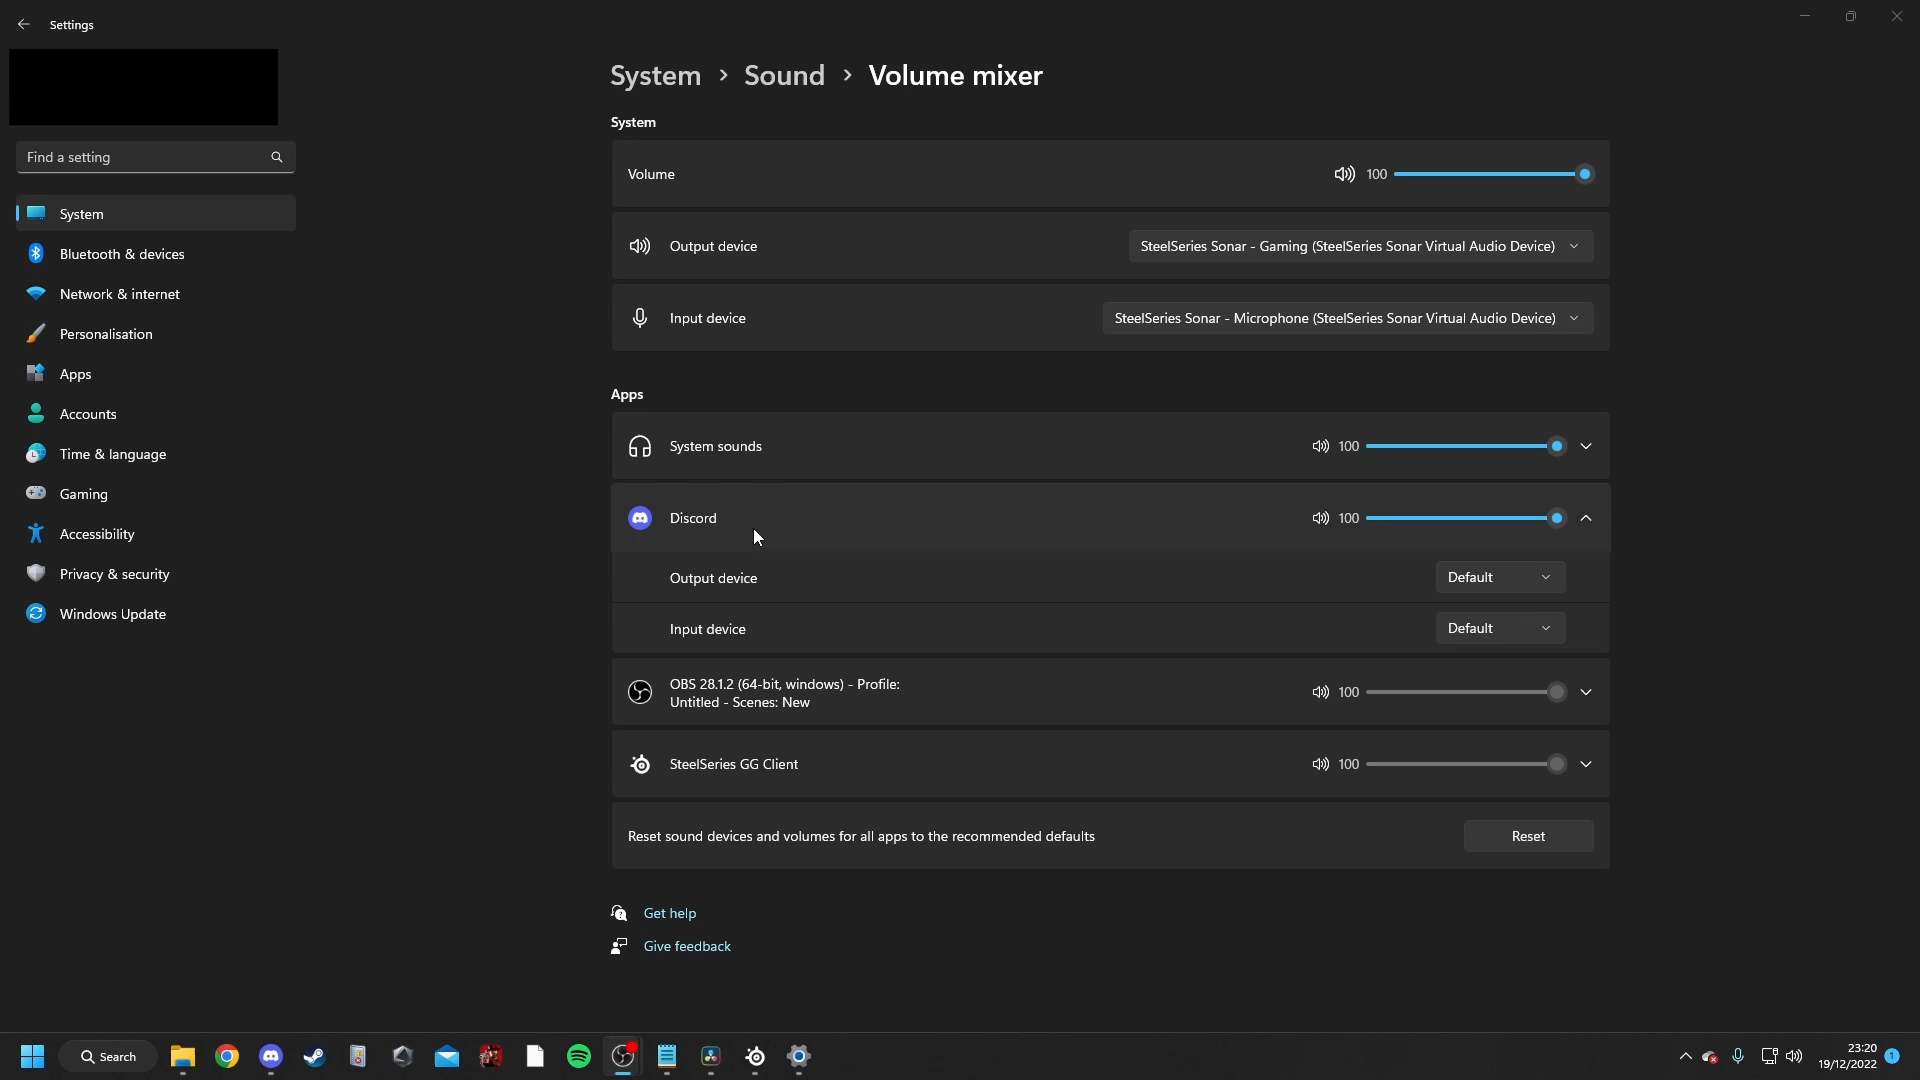 Settings
System > Sound > Volume mixer
Find a setting
System
Bluetooth & devices
Network & internet
Personalisation
Apps
Accounts
Time & language
Gaming
Accessibility
Privacy & security
Windows Update
System
Volume 100
Output device SteelSeries Sonar - Gaming (SteelSeries Sonar Virtual Audio Device)
Input device SteelSeries Sonar - Microphone (SteelSeries Sonar Virtual Audio Device)
Apps
System sounds 100
Discord 100
Output device Default
Input device Default
OBS 28.1.2 (64-bit, windows) - Profile: 100
Untitled - Scenes: New
SteelSeries GG Client 100
Reset sound devices and volumes for all apps to the recommended defaults Reset
Get help
Give feedback
Search
23:20
19/12/2022
1